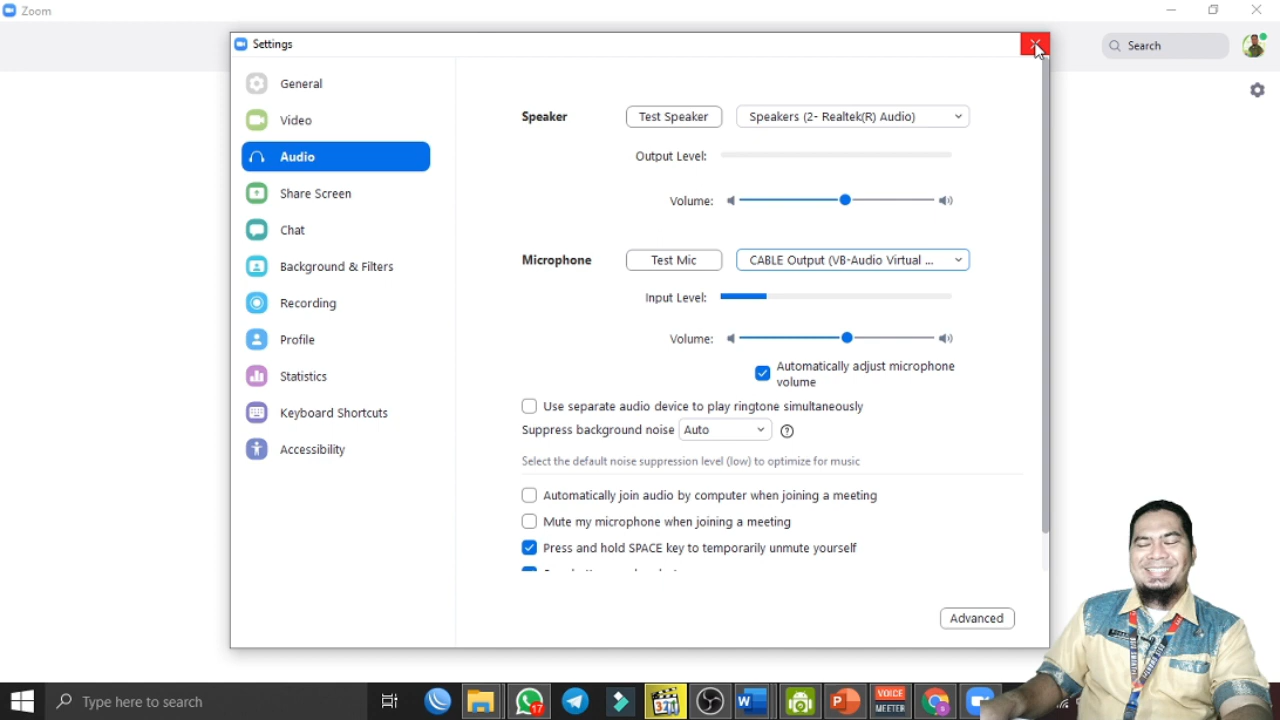 Zoom
Settings
Search
General
Video
Audio
Share Screen
Chat
Background & Filters
Recording
Profile
Statistics
Keyboard Shortcuts
Accessibility
Speaker
Test Speaker
Speakers (2- Realtek(R) Audio)
Output Level:
Volume:
Microphone
Test Mic
CABLE Output (VB-Audio Virtual ...
Input Level:
Volume:
Automatically adjust microphone
volume
Use separate audio device to play ringtone simultaneously
Suppress background noise
Auto
Select the default noise suppression level (low) to optimize for music
Automatically join audio by computer when joining a meeting
Mute my microphone when joining a meeting
Press and hold SPACE key to temporarily unmute yourself
Advanced
Type here to search
17
321
W
P
VOICE
MEETER